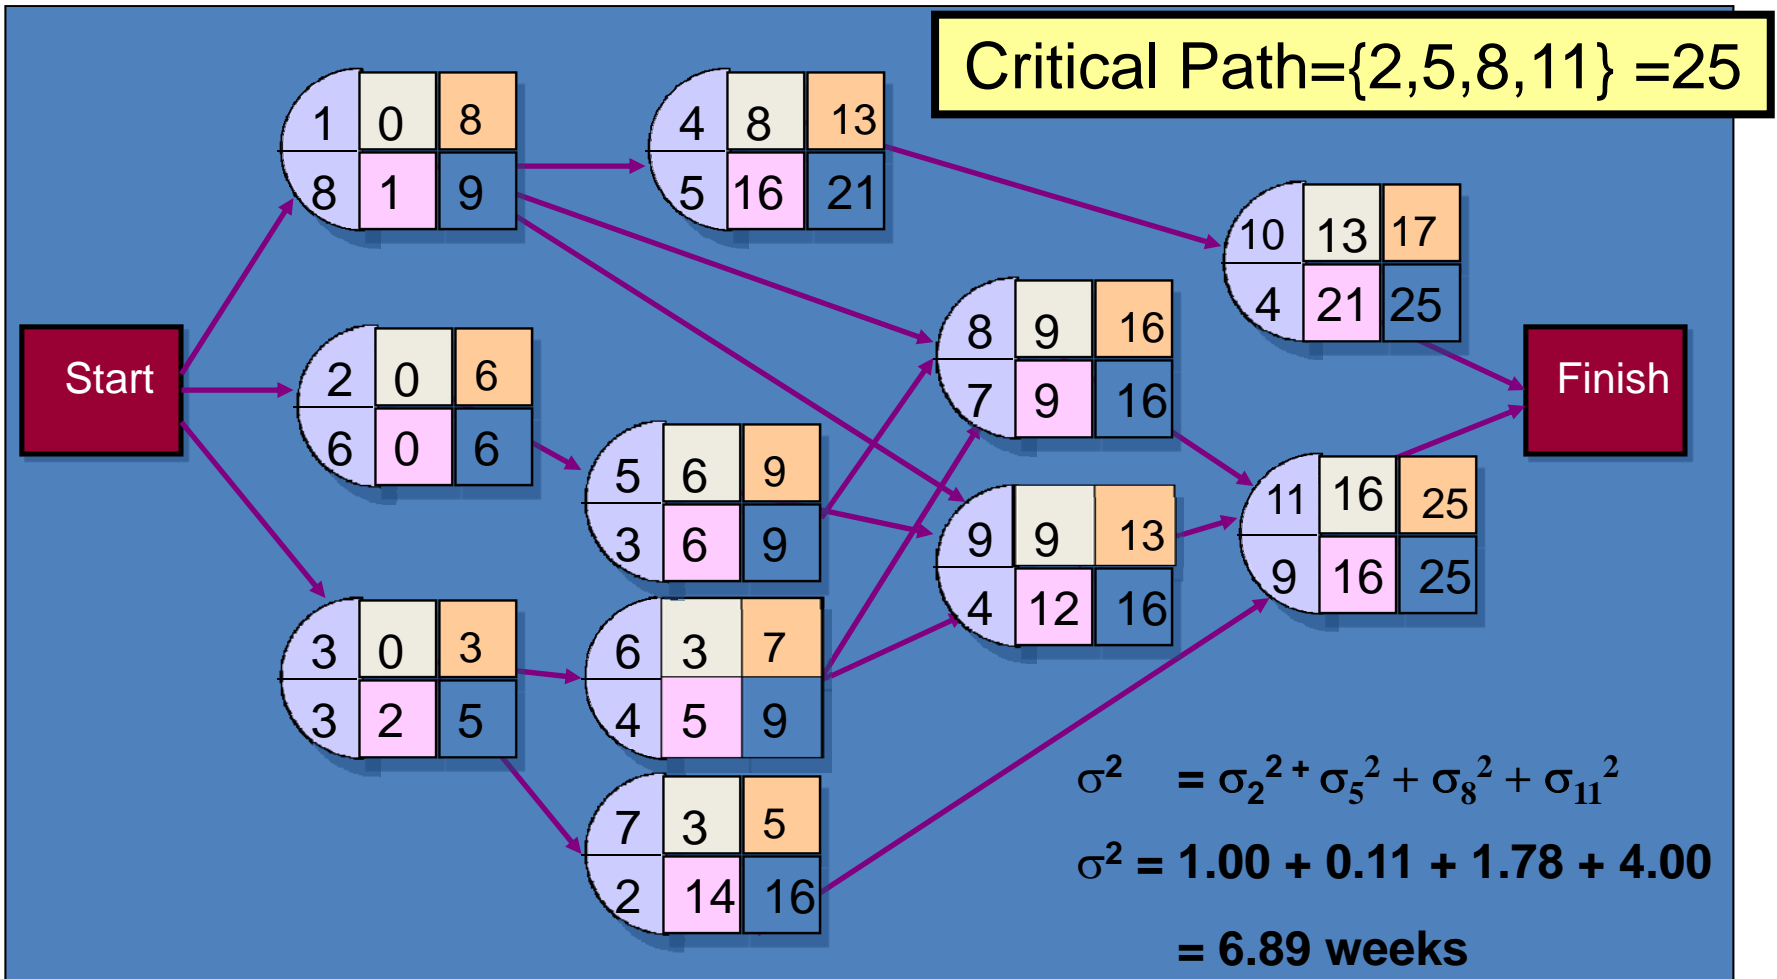 Critical Path={2,5,8,11} =25
1 0 8
8 1 9
4 8 13
5 16 21
10 13 17
4 21 25
Start
2 0 6
6 0 6
8 9 16
7 9 16
Finish
5 6 9
3 6 9
9 9 13
4 12 16
11 16 25
9 16 25
3 0 3
3 2 5
6 3 7
4 5 9
7 3 5
2 14 16
σ² = σ₂² ⁺ σ₅² + σ₈² + σ₁₁²
σ² = 1.00 + 0.11 + 1.78 + 4.00
= 6.89 weeks